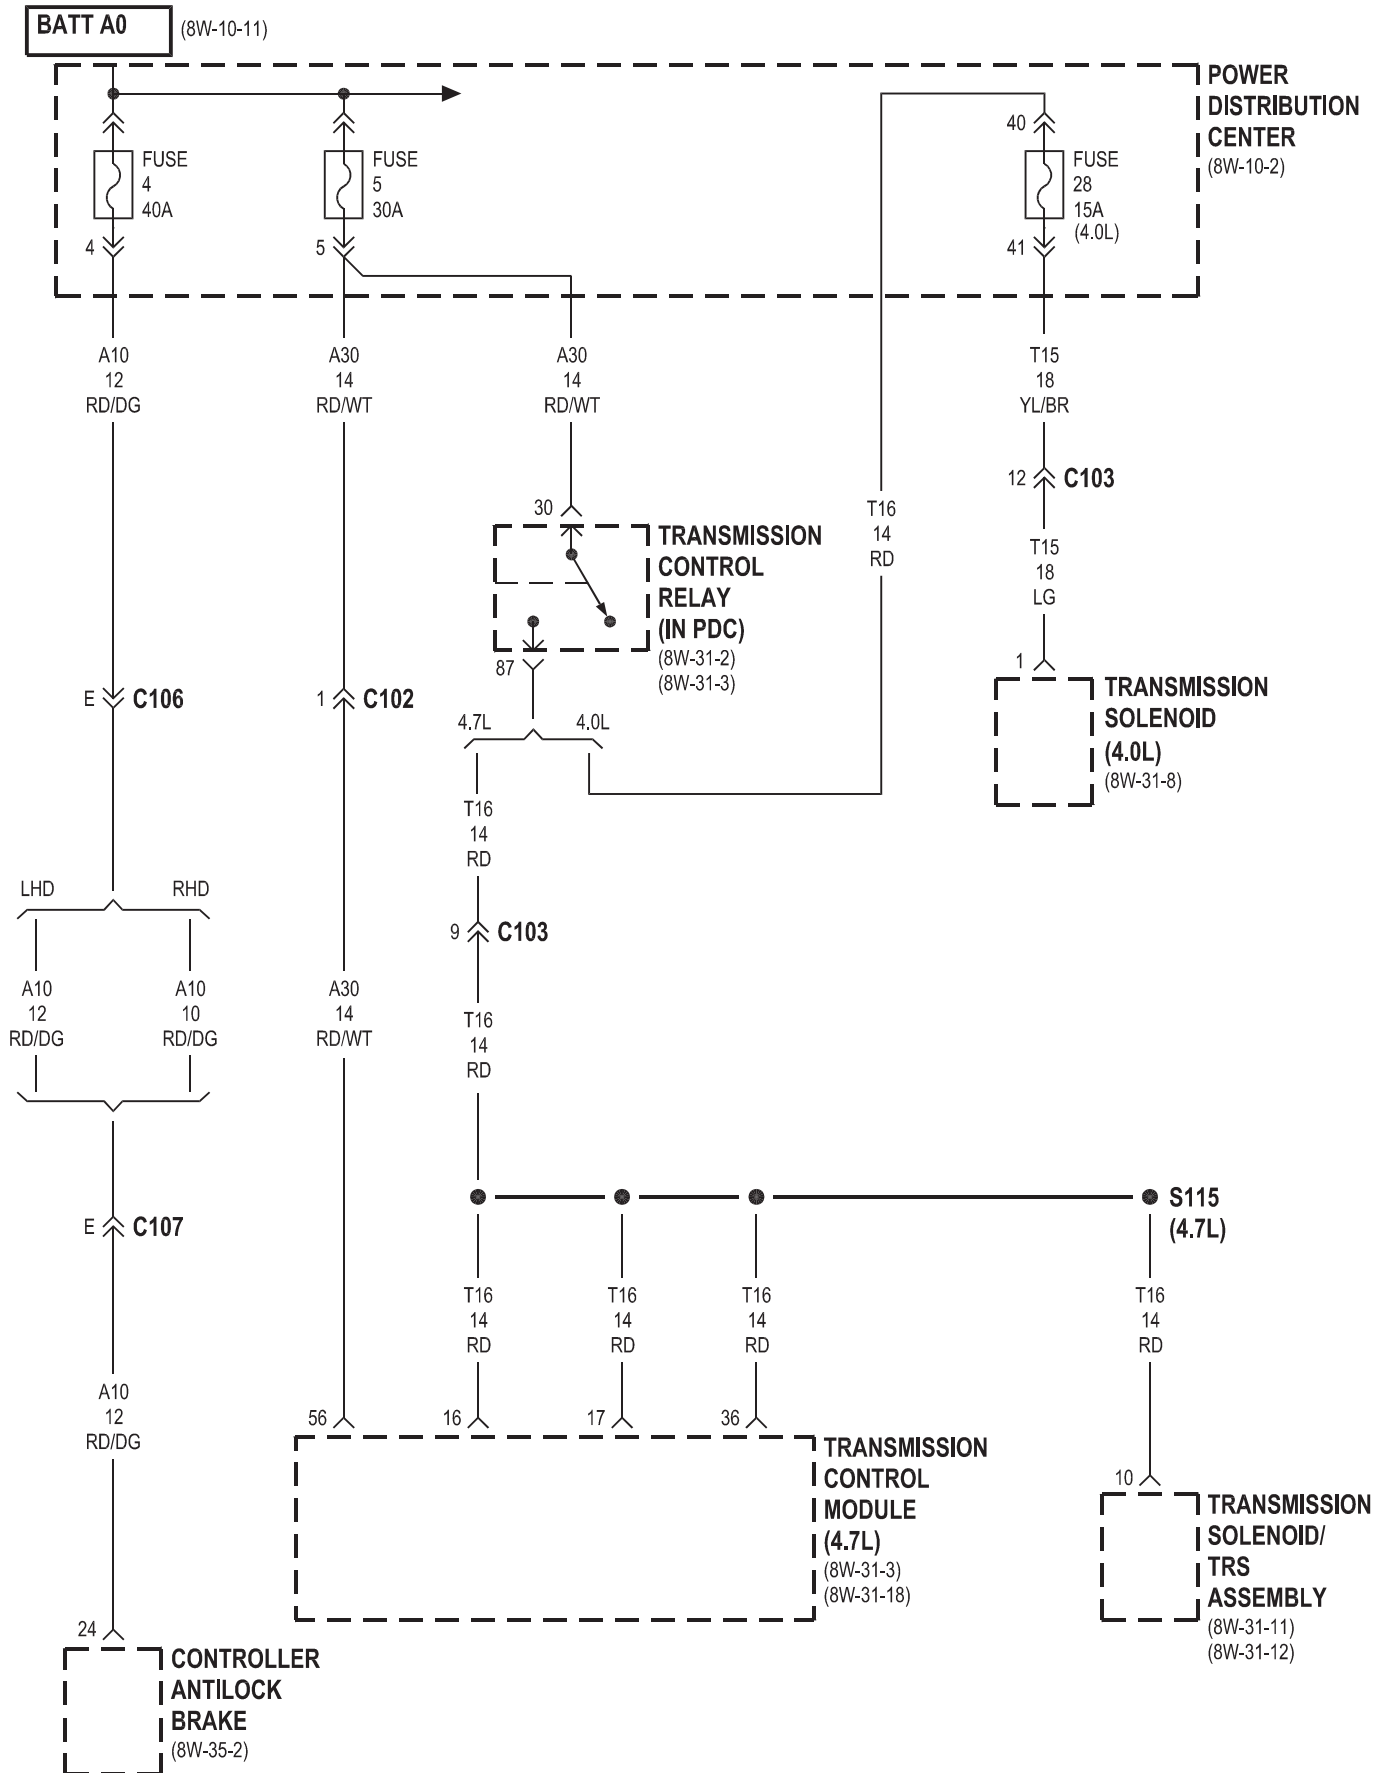 BATT A0
(8W-10-11)
POWER
DISTRIBUTION
CENTER
(8W-10-2)
FUSE
4
40A
4
FUSE
5
30A
5
40
FUSE
28
15A
(4.0L)
41
A10
12
RD/DG
A30
14
RD/WT
A30
14
RD/WT
T15
18
YL/BR
12
C103
T16
14
RD
30
TRANSMISSION
CONTROL
RELAY
(IN PDC)
(8W-31-2)
(8W-31-3)
87
T15
18
LG
1
TRANSMISSION
SOLENOID
(4.0L)
(8W-31-8)
E
C106
1
C102
4.7L
4.0L
T16
14
RD
LHD
RHD
9
C103
A10
12
RD/DG
A10
10
RD/DG
A30
14
RD/WT
T16
14
RD
E
C107
S115
(4.7L)
T16
14
RD
T16
14
RD
T16
14
RD
T16
14
RD
A10
12
RD/DG
56
16
17
36
TRANSMISSION
CONTROL
MODULE
(4.7L)
(8W-31-3)
(8W-31-18)
10
TRANSMISSION
SOLENOID/
TRS
ASSEMBLY
(8W-31-11)
(8W-31-12)
24
CONTROLLER
ANTILOCK
BRAKE
(8W-35-2)